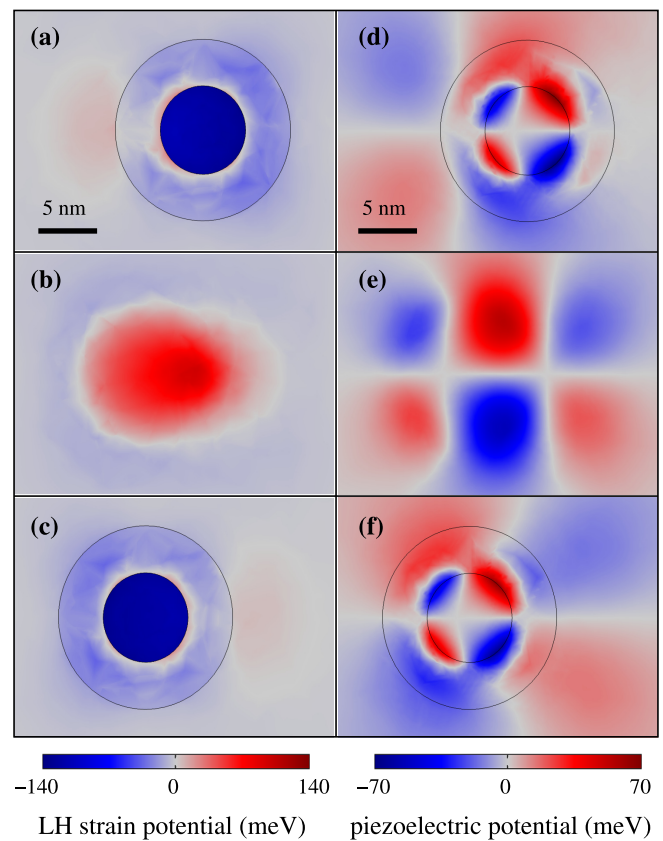 (a) (d)
5 nm 5 nm
(b) (e)
(c) (f)
−140 0 140 −70 0 70
LH strain potential (meV) piezoelectric potential (meV)